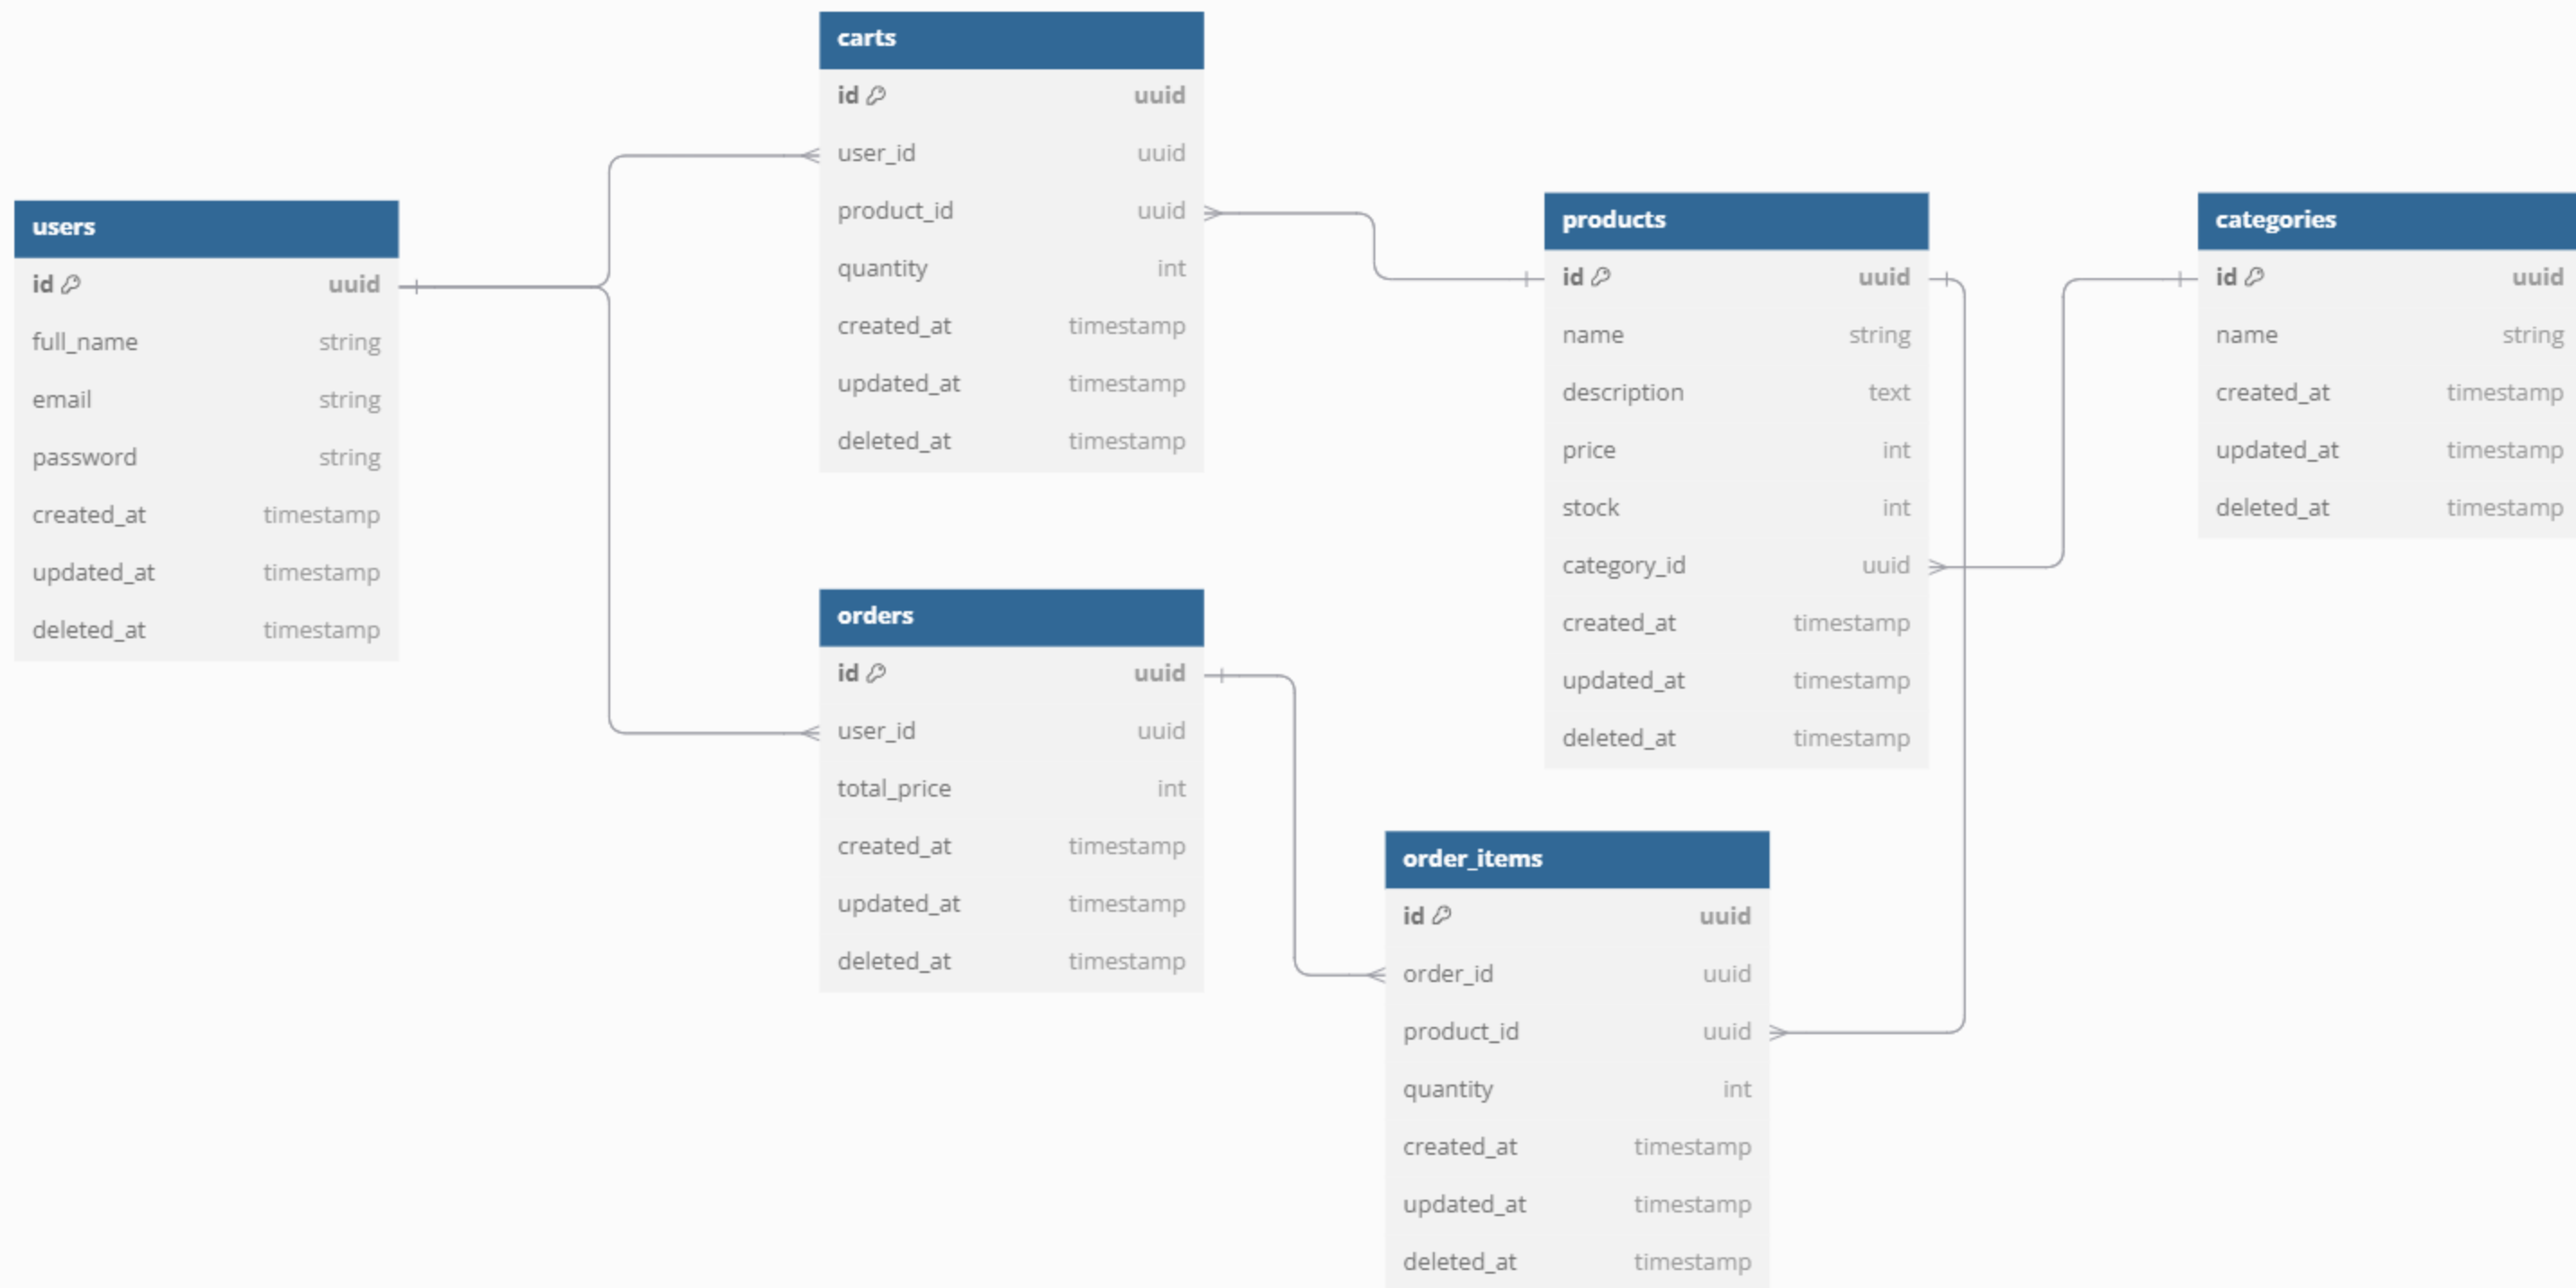 users
id uuid
full_name string
email string
password string
created_at timestamp
updated_at timestamp
deleted_at timestamp
carts
id uuid
user_id uuid
product_id uuid
quantity int
created_at timestamp
updated_at timestamp
deleted_at timestamp
orders
id uuid
user_id uuid
total_price int
created_at timestamp
updated_at timestamp
deleted_at timestamp
products
id uuid
name string
description text
price int
stock int
category_id uuid
created_at timestamp
updated_at timestamp
deleted_at timestamp
order_items
id uuid
order_id uuid
product_id uuid
quantity int
created_at timestamp
updated_at timestamp
deleted_at timestamp
categories
id uuid
name string
created_at timestamp
updated_at timestamp
deleted_at timestamp